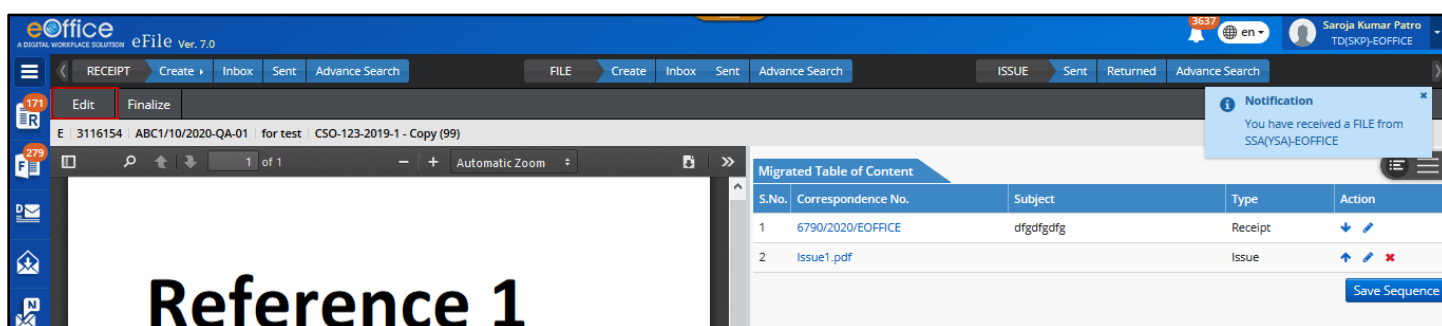 eOffice
A DIGITAL WORKPLACE SOLUTION eFile Ver. 7.0
3637 en Saroja Kumar Patro
TD(SKP)-EOFFICE
RECEIPT Create Inbox Sent Advance Search FILE Create Inbox Sent Advance Search ISSUE Sent Returned Advance Search
171 R
Edit Finalize
Notification
You have received a FILE from
SSA(YSA)-EOFFICE
E 3116154 ABC1/10/2020-QA-01 for test CSO-123-2019-1 - Copy (99)
279 F
1 of 1 Automatic Zoom
Migrated Table of Content
S.No. Correspondence No. Subject Type Action
1 6790/2020/EOFFICE dfgdfgdfg Receipt
2 Issue1.pdf Issue
Save Sequence
D
N
Reference 1